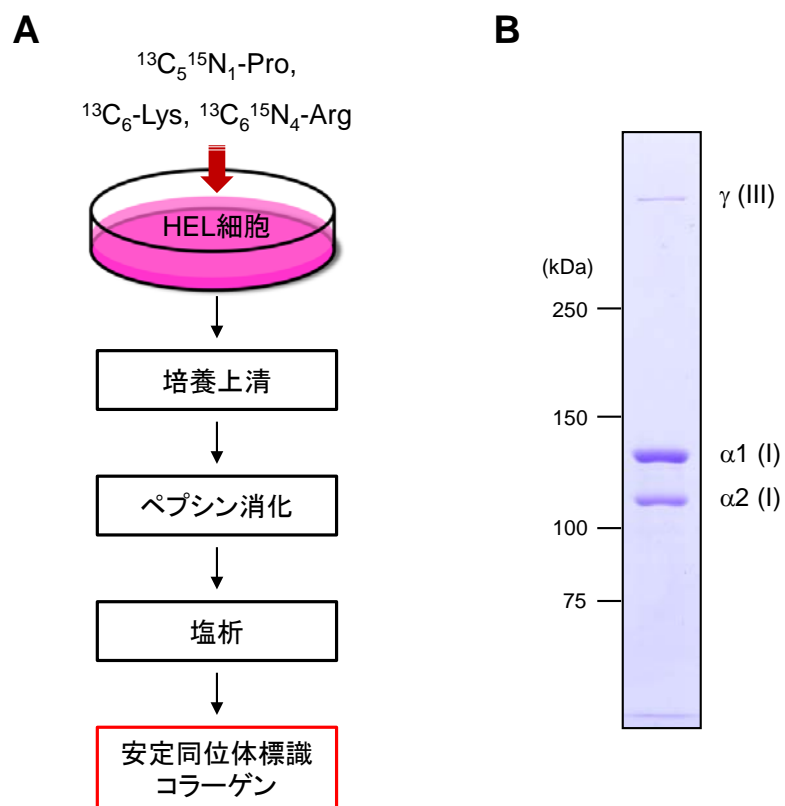 A
¹³C₅¹⁵N₁-Pro,
¹³C₆-Lys, ¹³C₆¹⁵N₄-Arg
HEL細胞
培養上清
ペプシン消化
塩析
安定同位体標識
コラーゲン
B
γ (III)
(kDa)
250
150
α1 (I)
α2 (I)
100
75